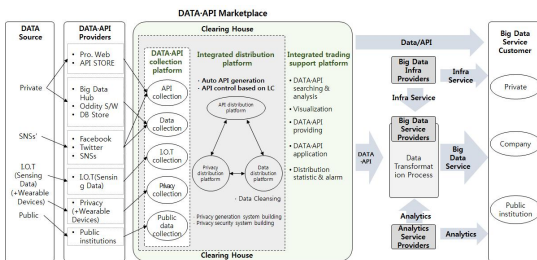 DATA-API Marketplace
DATA
Source
Private
SNSs'
I.O.T
(Sensing
Data)
(+Wearable
Devices)
Public
DATA-API
Providers
• Pro. Web
• API STORE
• Big Data
Hub
• Oddity S/W
• DB Store
• Facebook
• Twitter
• SNSs
• I.O.T(Sensin
g Data)
• Privacy
(+Wearable
Devices)
• Public
institutions
Clearing House
DATA-API
collection
platform
API
collection
Data
collection
I.O.T
collection
Privacy
collection
Public
data
collection
Integrated distribution
platform
· Auto API generation
· API control based on LC
API distribution
platform
Privacy
distribution
platform
Data
distribution
platform
· Data Cleansing
Privacy generation system building
Privacy security system building
Integrated trading
support platform
• DATA-API
searching &
analysis
• Visualization
• DATA-API
providing
• DATA-API
application
• Distribution
statistic & alarm
Clearing House
Data/API
DATA
-API
Big Data
Infra
Providers
Infra
Service
Infra Service
Big Data
Service
Providers
Data
Transformat
ion Process
Big
Data
Service
Analytics
Analytics
Service
Providers
Analytics
Big Data
Service
Customer
Private
Company
Public
institution